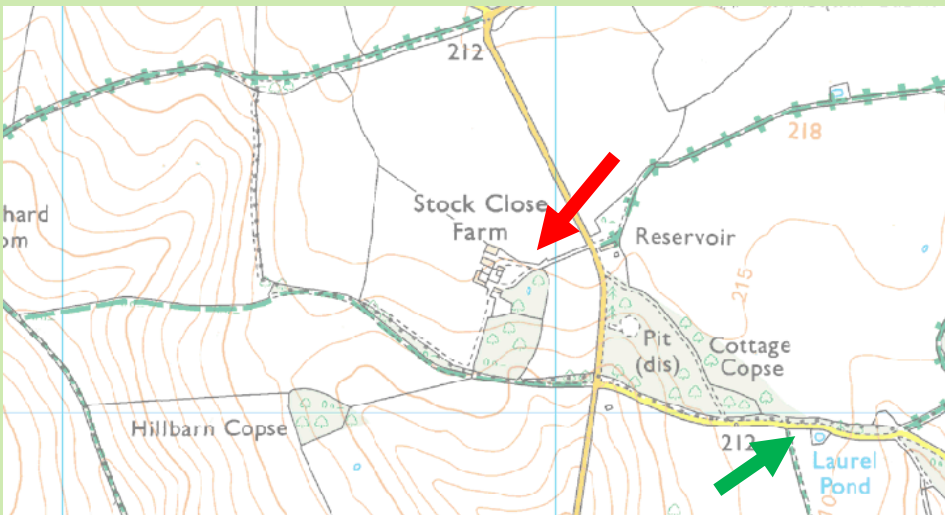 212
218
hard
om
Stock Close
Farm
Reservoir
215
Pit
(dis)
Cottage
Copse
Hillbarn Copse
212
Laurel
Pond